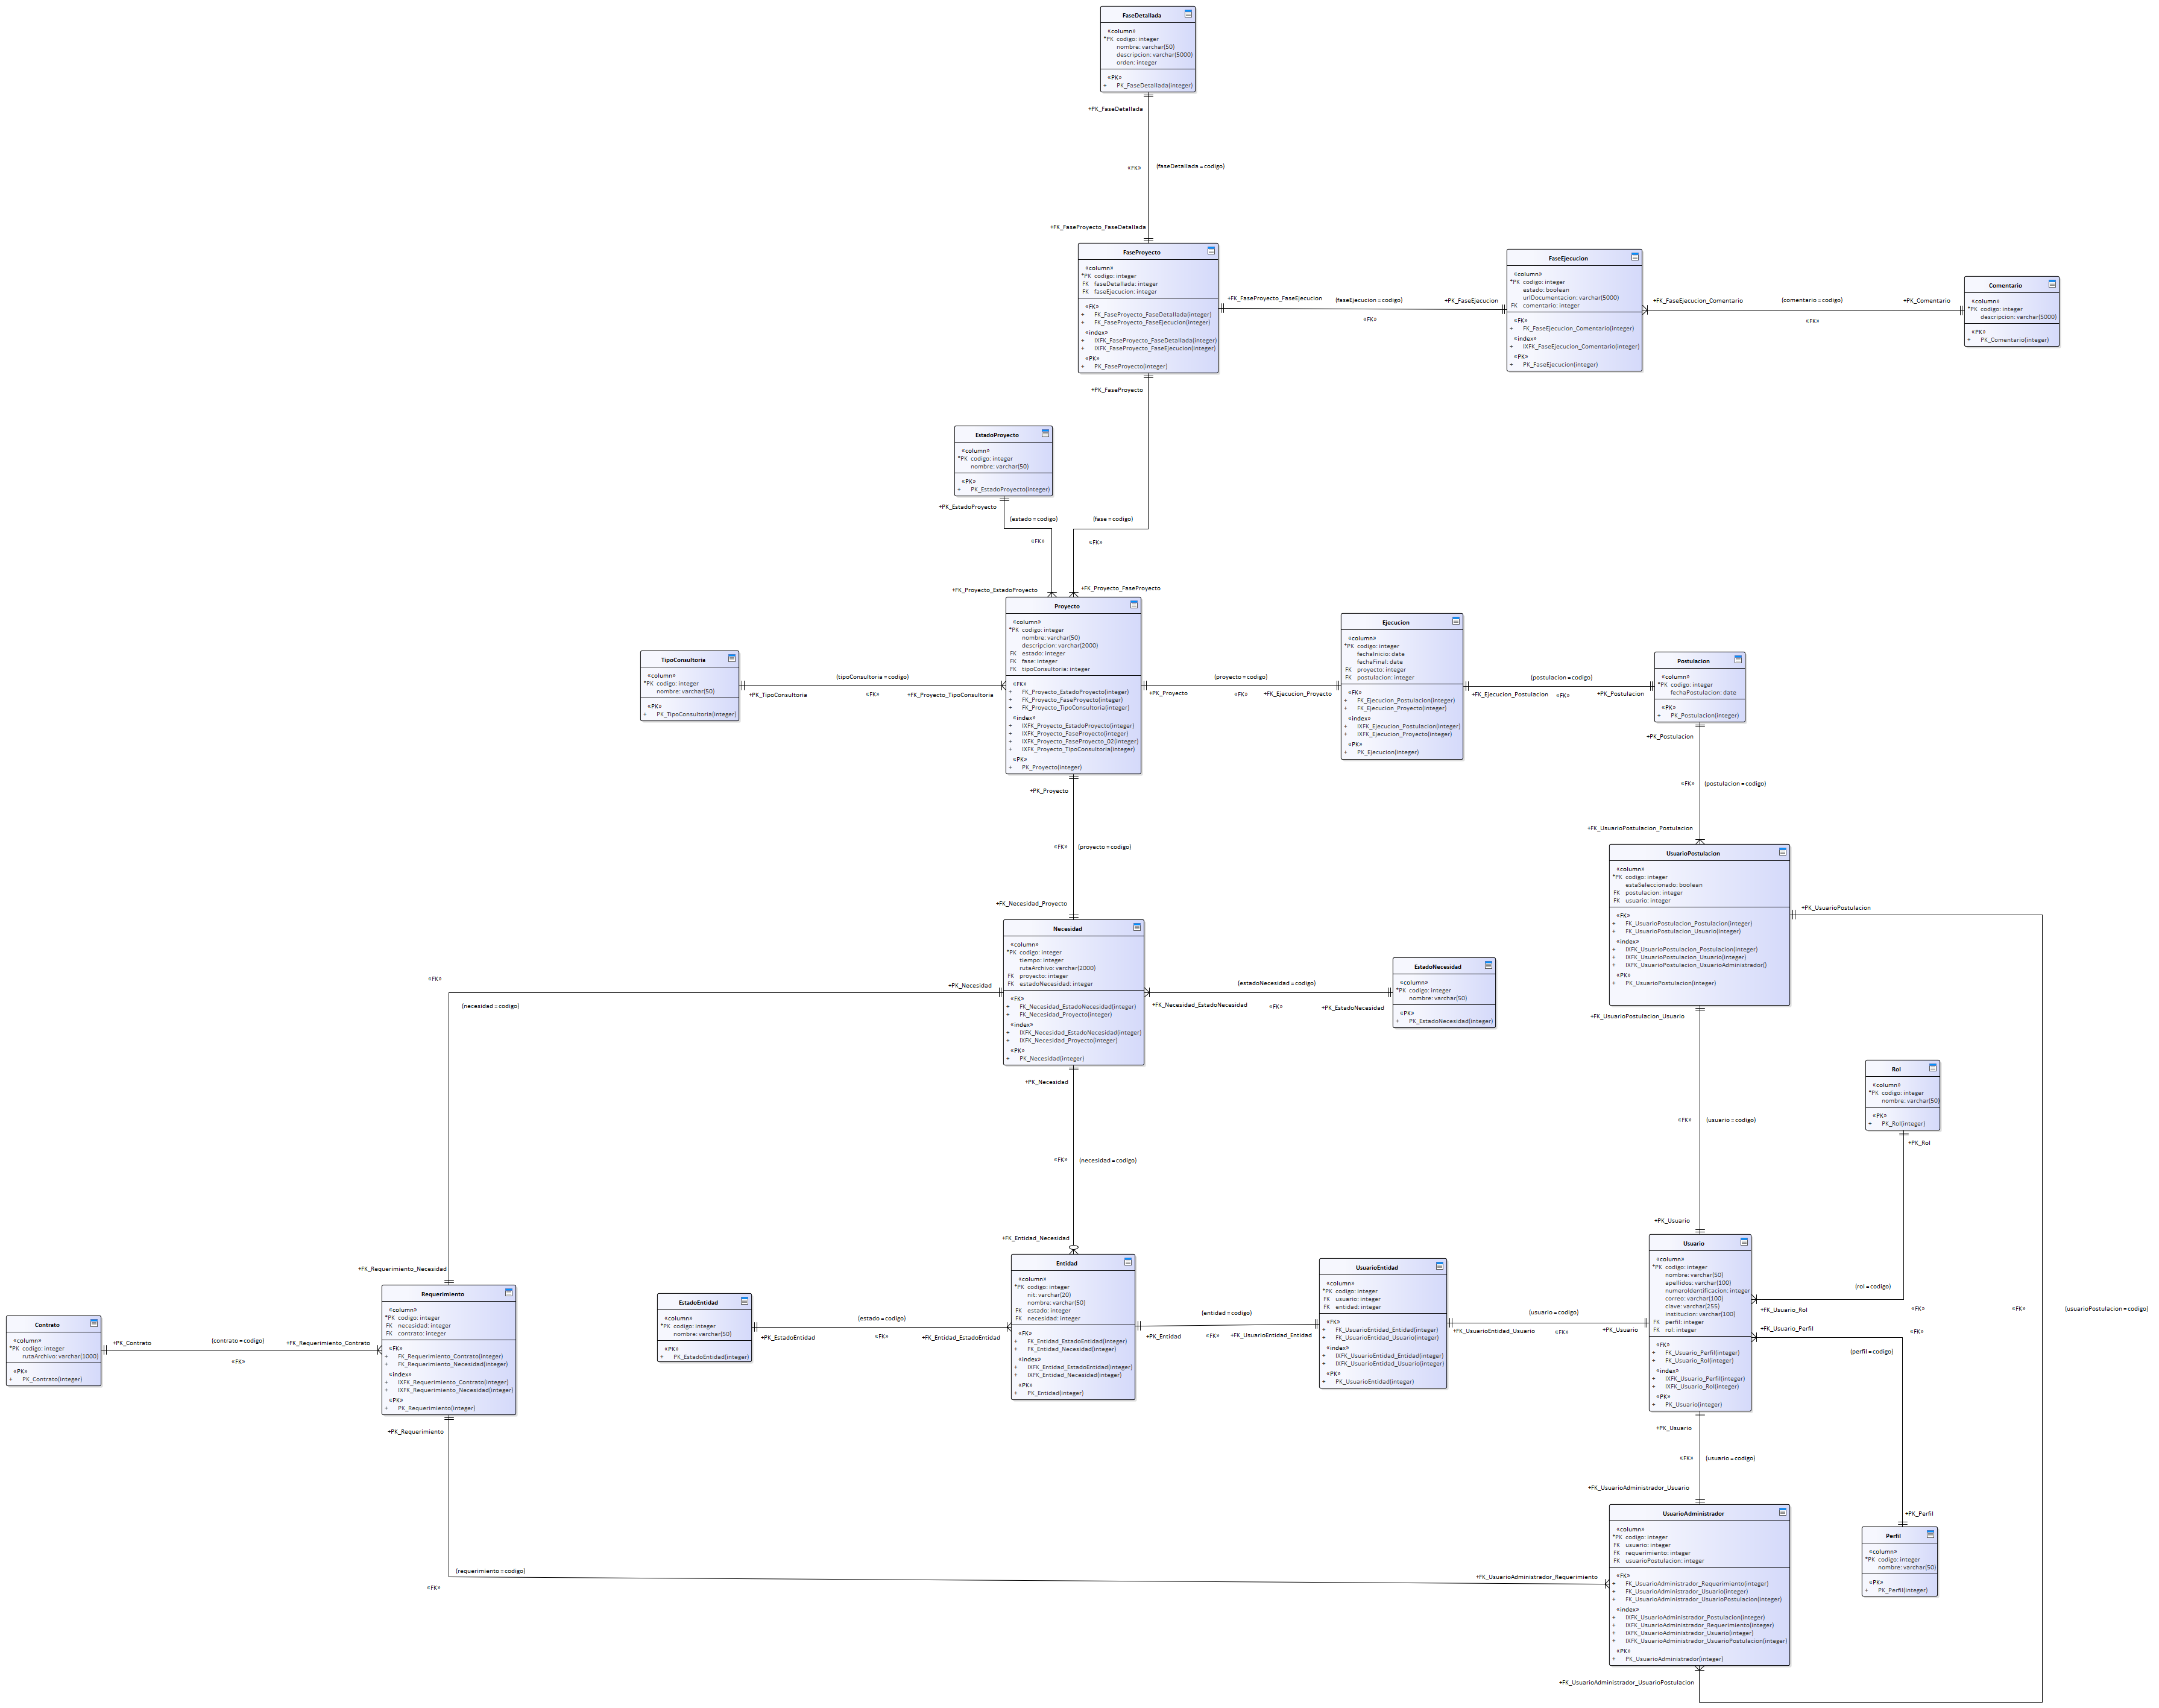 FaseDetallada
«column»
*PK codigo: integer
nombre: varchar(50)
descripcion: varchar(5000)
orden: integer
«PK»
+ PK_FaseDetallada(integer)
+PK_FaseDetallada
«FK»
(faseDetallada = codigo)
+FK_FaseProyecto_FaseDetallada
FaseProyecto
«column»
*PK codigo: integer
FK faseDetallada: integer
FK faseEjecucion: integer
«FK»
+ FK_FaseProyecto_FaseDetallada(integer)
+ FK_FaseProyecto_FaseEjecucion(integer)
«index»
+ IXFK_FaseProyecto_FaseDetallada(integer)
+ IXFK_FaseProyecto_FaseEjecucion(integer)
«PK»
+ PK_FaseProyecto(integer)
+FK_FaseProyecto_FaseEjecucion
(faseEjecucion = codigo)
«FK»
+PK_FaseEjecucion
FaseEjecucion
«column»
*PK codigo: integer
estado: boolean
urlDocumentacion: varchar(5000)
FK comentario: integer
«FK»
+ FK_FaseEjecucion_Comentario(integer)
«index»
+ IXFK_FaseEjecucion_Comentario(integer)
«PK»
+ PK_FaseEjecucion(integer)
+FK_FaseEjecucion_Comentario
(comentario = codigo)
«FK»
+PK_Comentario
Comentario
«column»
*PK codigo: integer
descripcion: varchar(5000)
«PK»
+ PK_Comentario(integer)
+PK_FaseProyecto
(fase = codigo)
«FK»
+FK_Proyecto_FaseProyecto
EstadoProyecto
«column»
*PK codigo: integer
nombre: varchar(50)
«PK»
+ PK_EstadoProyecto(integer)
+PK_EstadoProyecto
(estado = codigo)
«FK»
+FK_Proyecto_EstadoProyecto
TipoConsultoria
«column»
*PK codigo: integer
nombre: varchar(50)
«PK»
+ PK_TipoConsultoria(integer)
+PK_TipoConsultoria
(tipoConsultoria = codigo)
«FK»
+FK_Proyecto_TipoConsultoria
Proyecto
«column»
*PK codigo: integer
nombre: varchar(50)
descripcion: varchar(2000)
FK estado: integer
FK fase: integer
FK tipoConsultoria: integer
«FK»
+ FK_Proyecto_EstadoProyecto(integer)
+ FK_Proyecto_FaseProyecto(integer)
+ FK_Proyecto_TipoConsultoria(integer)
«index»
+ IXFK_Proyecto_EstadoProyecto(integer)
+ IXFK_Proyecto_FaseProyecto(integer)
+ IXFK_Proyecto_FaseProyecto_02(integer)
+ IXFK_Proyecto_TipoConsultoria(integer)
«PK»
+ PK_Proyecto(integer)
+PK_Proyecto
(proyecto = codigo)
«FK»
+FK_Ejecucion_Proyecto
Ejecucion
«column»
*PK codigo: integer
fechaInicio: date
fechaFinal: date
FK proyecto: integer
FK postulacion: integer
«FK»
+ FK_Ejecucion_Postulacion(integer)
+ FK_Ejecucion_Proyecto(integer)
«index»
+ IXFK_Ejecucion_Postulacion(integer)
+ IXFK_Ejecucion_Proyecto(integer)
«PK»
+ PK_Ejecucion(integer)
+FK_Ejecucion_Postulacion
(postulacion = codigo)
«FK»
+PK_Postulacion
Postulacion
«column»
*PK codigo: integer
fechaPostulacion: date
«PK»
+ PK_Postulacion(integer)
+PK_Postulacion
«FK»
(postulacion = codigo)
+FK_UsuarioPostulacion_Postulacion
UsuarioPostulacion
«column»
*PK codigo: integer
estaSeleccionado: boolean
FK postulacion: integer
FK usuario: integer
«FK»
+ FK_UsuarioPostulacion_Postulacion(integer)
+ FK_UsuarioPostulacion_Usuario(integer)
«index»
+ IXFK_UsuarioPostulacion_Postulacion(integer)
+ IXFK_UsuarioPostulacion_Usuario(integer)
+ IXFK_UsuarioPostulacion_UsuarioAdministrador()
«PK»
+ PK_UsuarioPostulacion(integer)
+PK_UsuarioPostulacion
+FK_UsuarioPostulacion_Usuario
+PK_Proyecto
«FK»
(proyecto = codigo)
+FK_Necesidad_Proyecto
Necesidad
«column»
*PK codigo: integer
tiempo: integer
rutaArchivo: varchar(2000)
FK proyecto: integer
FK estadoNecesidad: integer
«FK»
+ FK_Necesidad_EstadoNecesidad(integer)
+ FK_Necesidad_Proyecto(integer)
«index»
+ IXFK_Necesidad_EstadoNecesidad(integer)
+ IXFK_Necesidad_Proyecto(integer)
«PK»
+ PK_Necesidad(integer)
+FK_Necesidad_EstadoNecesidad
(estadoNecesidad = codigo)
«FK»
+PK_EstadoNecesidad
EstadoNecesidad
«column»
*PK codigo: integer
nombre: varchar(50)
«PK»
+ PK_EstadoNecesidad(integer)
+PK_Necesidad
«FK»
(necesidad = codigo)
+FK_Requerimiento_Necesidad
+PK_Necesidad
«FK»
(necesidad = codigo)
+FK_Entidad_Necesidad
«FK»
(usuario = codigo)
+PK_Usuario
Rol
«column»
*PK codigo: integer
nombre: varchar(50)
«PK»
+ PK_Rol(integer)
+PK_Rol
(rol = codigo)
«FK»
+FK_Usuario_Rol
«FK»
(usuarioPostulacion = codigo)
Contrato
«column»
*PK codigo: integer
rutaArchivo: varchar(1000)
«PK»
+ PK_Contrato(integer)
+PK_Contrato
(contrato = codigo)
«FK»
+FK_Requerimiento_Contrato
Requerimiento
«column»
*PK codigo: integer
FK necesidad: integer
FK contrato: integer
«FK»
+ FK_Requerimiento_Contrato(integer)
+ FK_Requerimiento_Necesidad(integer)
«index»
+ IXFK_Requerimiento_Contrato(integer)
+ IXFK_Requerimiento_Necesidad(integer)
«PK»
+ PK_Requerimiento(integer)
+PK_Requerimiento
EstadoEntidad
«column»
*PK codigo: integer
nombre: varchar(50)
«PK»
+ PK_EstadoEntidad(integer)
+PK_EstadoEntidad
(estado = codigo)
«FK»
+FK_Entidad_EstadoEntidad
Entidad
«column»
*PK codigo: integer
nit: varchar(20)
nombre: varchar(50)
FK estado: integer
FK necesidad: integer
«FK»
+ FK_Entidad_EstadoEntidad(integer)
+ FK_Entidad_Necesidad(integer)
«index»
+ IXFK_Entidad_EstadoEntidad(integer)
+ IXFK_Entidad_Necesidad(integer)
«PK»
+ PK_Entidad(integer)
+PK_Entidad
(entidad = codigo)
«FK»
+FK_UsuarioEntidad_Entidad
UsuarioEntidad
«column»
*PK codigo: integer
FK usuario: integer
FK entidad: integer
«FK»
+ FK_UsuarioEntidad_Entidad(integer)
+ FK_UsuarioEntidad_Usuario(integer)
«index»
+ IXFK_UsuarioEntidad_Entidad(integer)
+ IXFK_UsuarioEntidad_Usuario(integer)
«PK»
+ PK_UsuarioEntidad(integer)
+FK_UsuarioEntidad_Usuario
(usuario = codigo)
«FK»
+PK_Usuario
Usuario
«column»
*PK codigo: integer
nombre: varchar(50)
apellidos: varchar(100)
numeroIdentificacion: integer
correo: varchar(100)
clave: varchar(255)
institucion: varchar(100)
FK perfil: integer
FK rol: integer
«FK»
+ FK_Usuario_Perfil(integer)
+ FK_Usuario_Rol(integer)
«index»
+ IXFK_Usuario_Perfil(integer)
+ IXFK_Usuario_Rol(integer)
«PK»
+ PK_Usuario(integer)
+FK_Usuario_Perfil
«FK»
(perfil = codigo)
+PK_Perfil
Perfil
«column»
*PK codigo: integer
nombre: varchar(50)
«PK»
+ PK_Perfil(integer)
+PK_Usuario
«FK»
(usuario = codigo)
+FK_UsuarioAdministrador_Usuario
UsuarioAdministrador
«column»
*PK codigo: integer
FK usuario: integer
FK requerimiento: integer
FK usuarioPostulacion: integer
«FK»
+ FK_UsuarioAdministrador_Requerimiento(integer)
+ FK_UsuarioAdministrador_Usuario(integer)
+ FK_UsuarioAdministrador_UsuarioPostulacion(integer)
«index»
+ IXFK_UsuarioAdministrador_Postulacion(integer)
+ IXFK_UsuarioAdministrador_Requerimiento(integer)
+ IXFK_UsuarioAdministrador_Usuario(integer)
+ IXFK_UsuarioAdministrador_UsuarioPostulacion(integer)
«PK»
+ PK_UsuarioAdministrador(integer)
(requerimiento = codigo)
«FK»
+FK_UsuarioAdministrador_Requerimiento
+FK_UsuarioAdministrador_UsuarioPostulacion